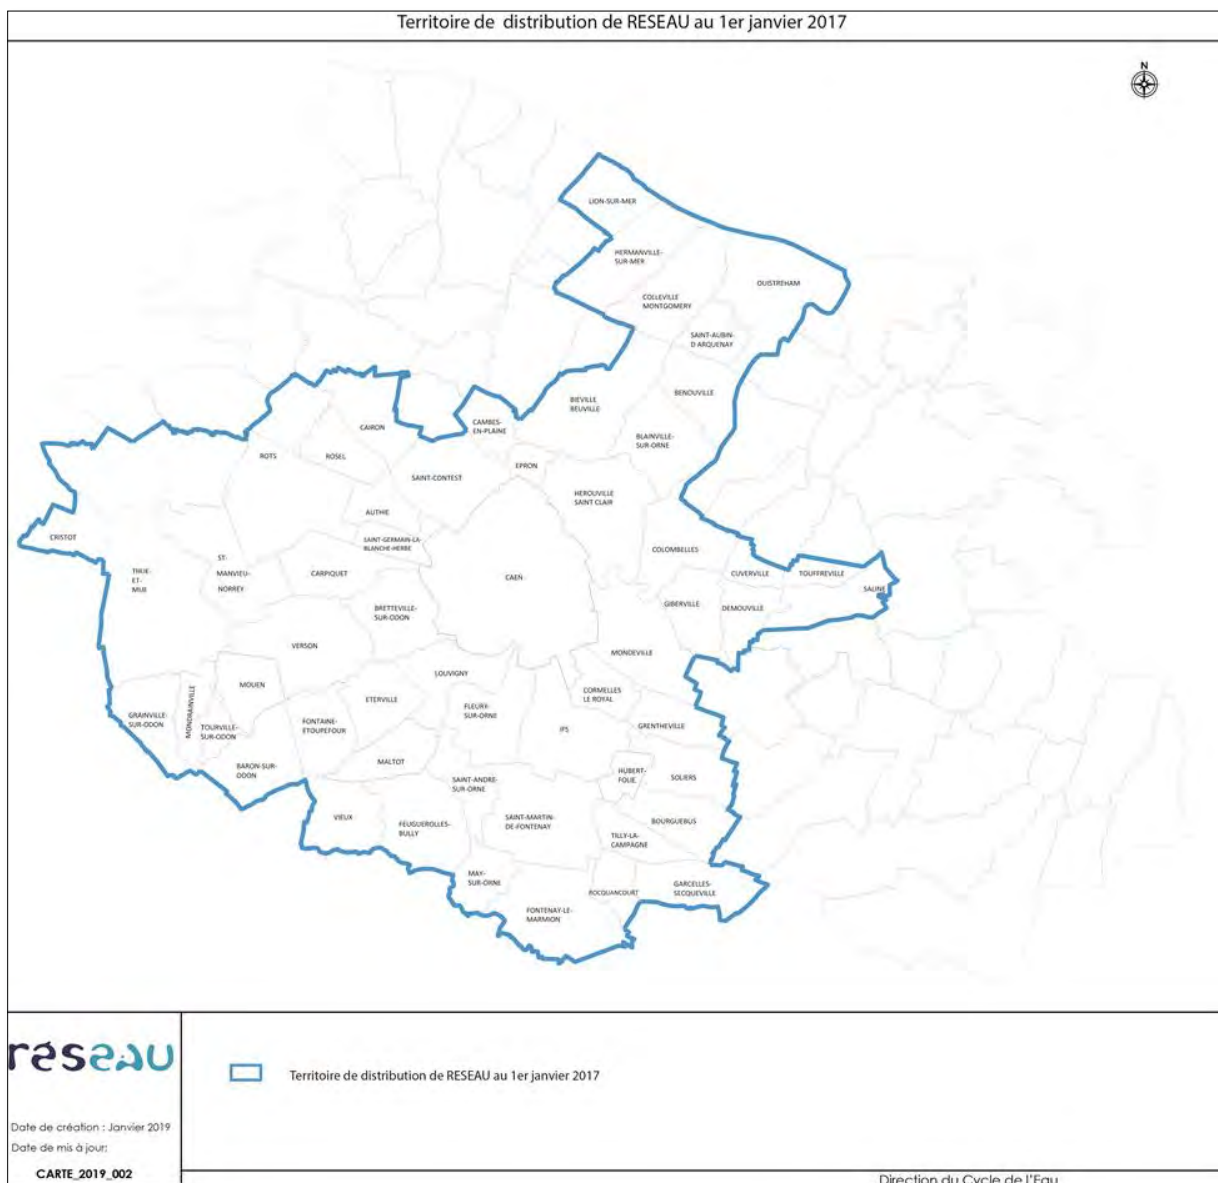 Territoire de distribution de RESEAU au 1er janvier 2017
N
LION-SUR-MER
HERMANVILLE-
SUR-MER
OUISTREHAM
COLLEVILLE
MONTGOMERY
SAINT-AUBIN-
D ARQUENAY
BENOUVILLE
BIEVILLE
BEUVILLE
CAMBES-
EN-PLAINE
CAIRON
BLAINVILLE-
SUR-ORNE
ROTS
ROSEL
EPRON
SAINT-CONTEST
HEROUVILLE
SAINT CLAIR
AUTHIE
CRISTOT
SAINT-GERMAIN-LA-
BLANCHE-HERBE
COLOMBELLES
ST-
MANVIEU-
NORREY
THUE-
ET-
MUE
CARPIQUET
CAEN
CUVERVILLE
TOUFFREVILLE
SALINE
BRETTEVILLE-
SUR-ODON
GIBERVILLE
DEMOUVILLE
VERSON
MONDEVILLE
LOUVIGNY
MOUEN
ETERVILLE
CORMELLES
LE ROYAL
MONDRAINVILLE
GRAINVILLE-
SUR-ODON
TOURVILLE-
SUR-ODON
FONTAINE-
ETOUPEFOUR
FLEURY-
SUR-ORNE
IFS
GRENTHEVILLE
BARON-SUR-
ODON
MALTOT
SAINT-ANDRE-
SUR-ORNE
HUBERT-
FOLIE
SOLIERS
VIEUX
FEUGUEROLLES-
BULLY
SAINT-MARTIN-
DE-FONTENAY
BOURGUEBUS
TILLY-LA-
CAMPAGNE
MAY-
SUR-ORNE
ROCQUANCOURT
GARCELLES-
SECQUEVILLE
FONTENAY-LE-
MARMION
réseau
Territoire de distribution de RESEAU au 1er janvier 2017
Date de création : Janvier 2019
Date de mis à jour:
CARTE_2019_002
Direction du Cycle de l'Eau